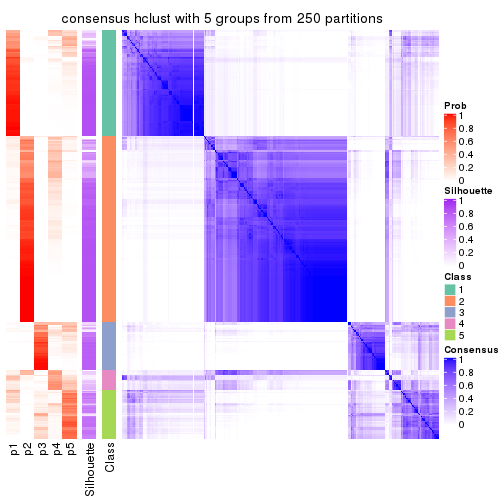 consensus hclust with 5 groups from 250 partitions
Prob
1
0.8
0.6
0.4
0.2
0
Silhouette
1
0.8
0.6
0.4
0.2
0
Class
1
2
3
4
5
Consensus
1
0.8
0.6
0.4
0.2
0
p1
p2
p3
p4
p5
Silhouette
Class